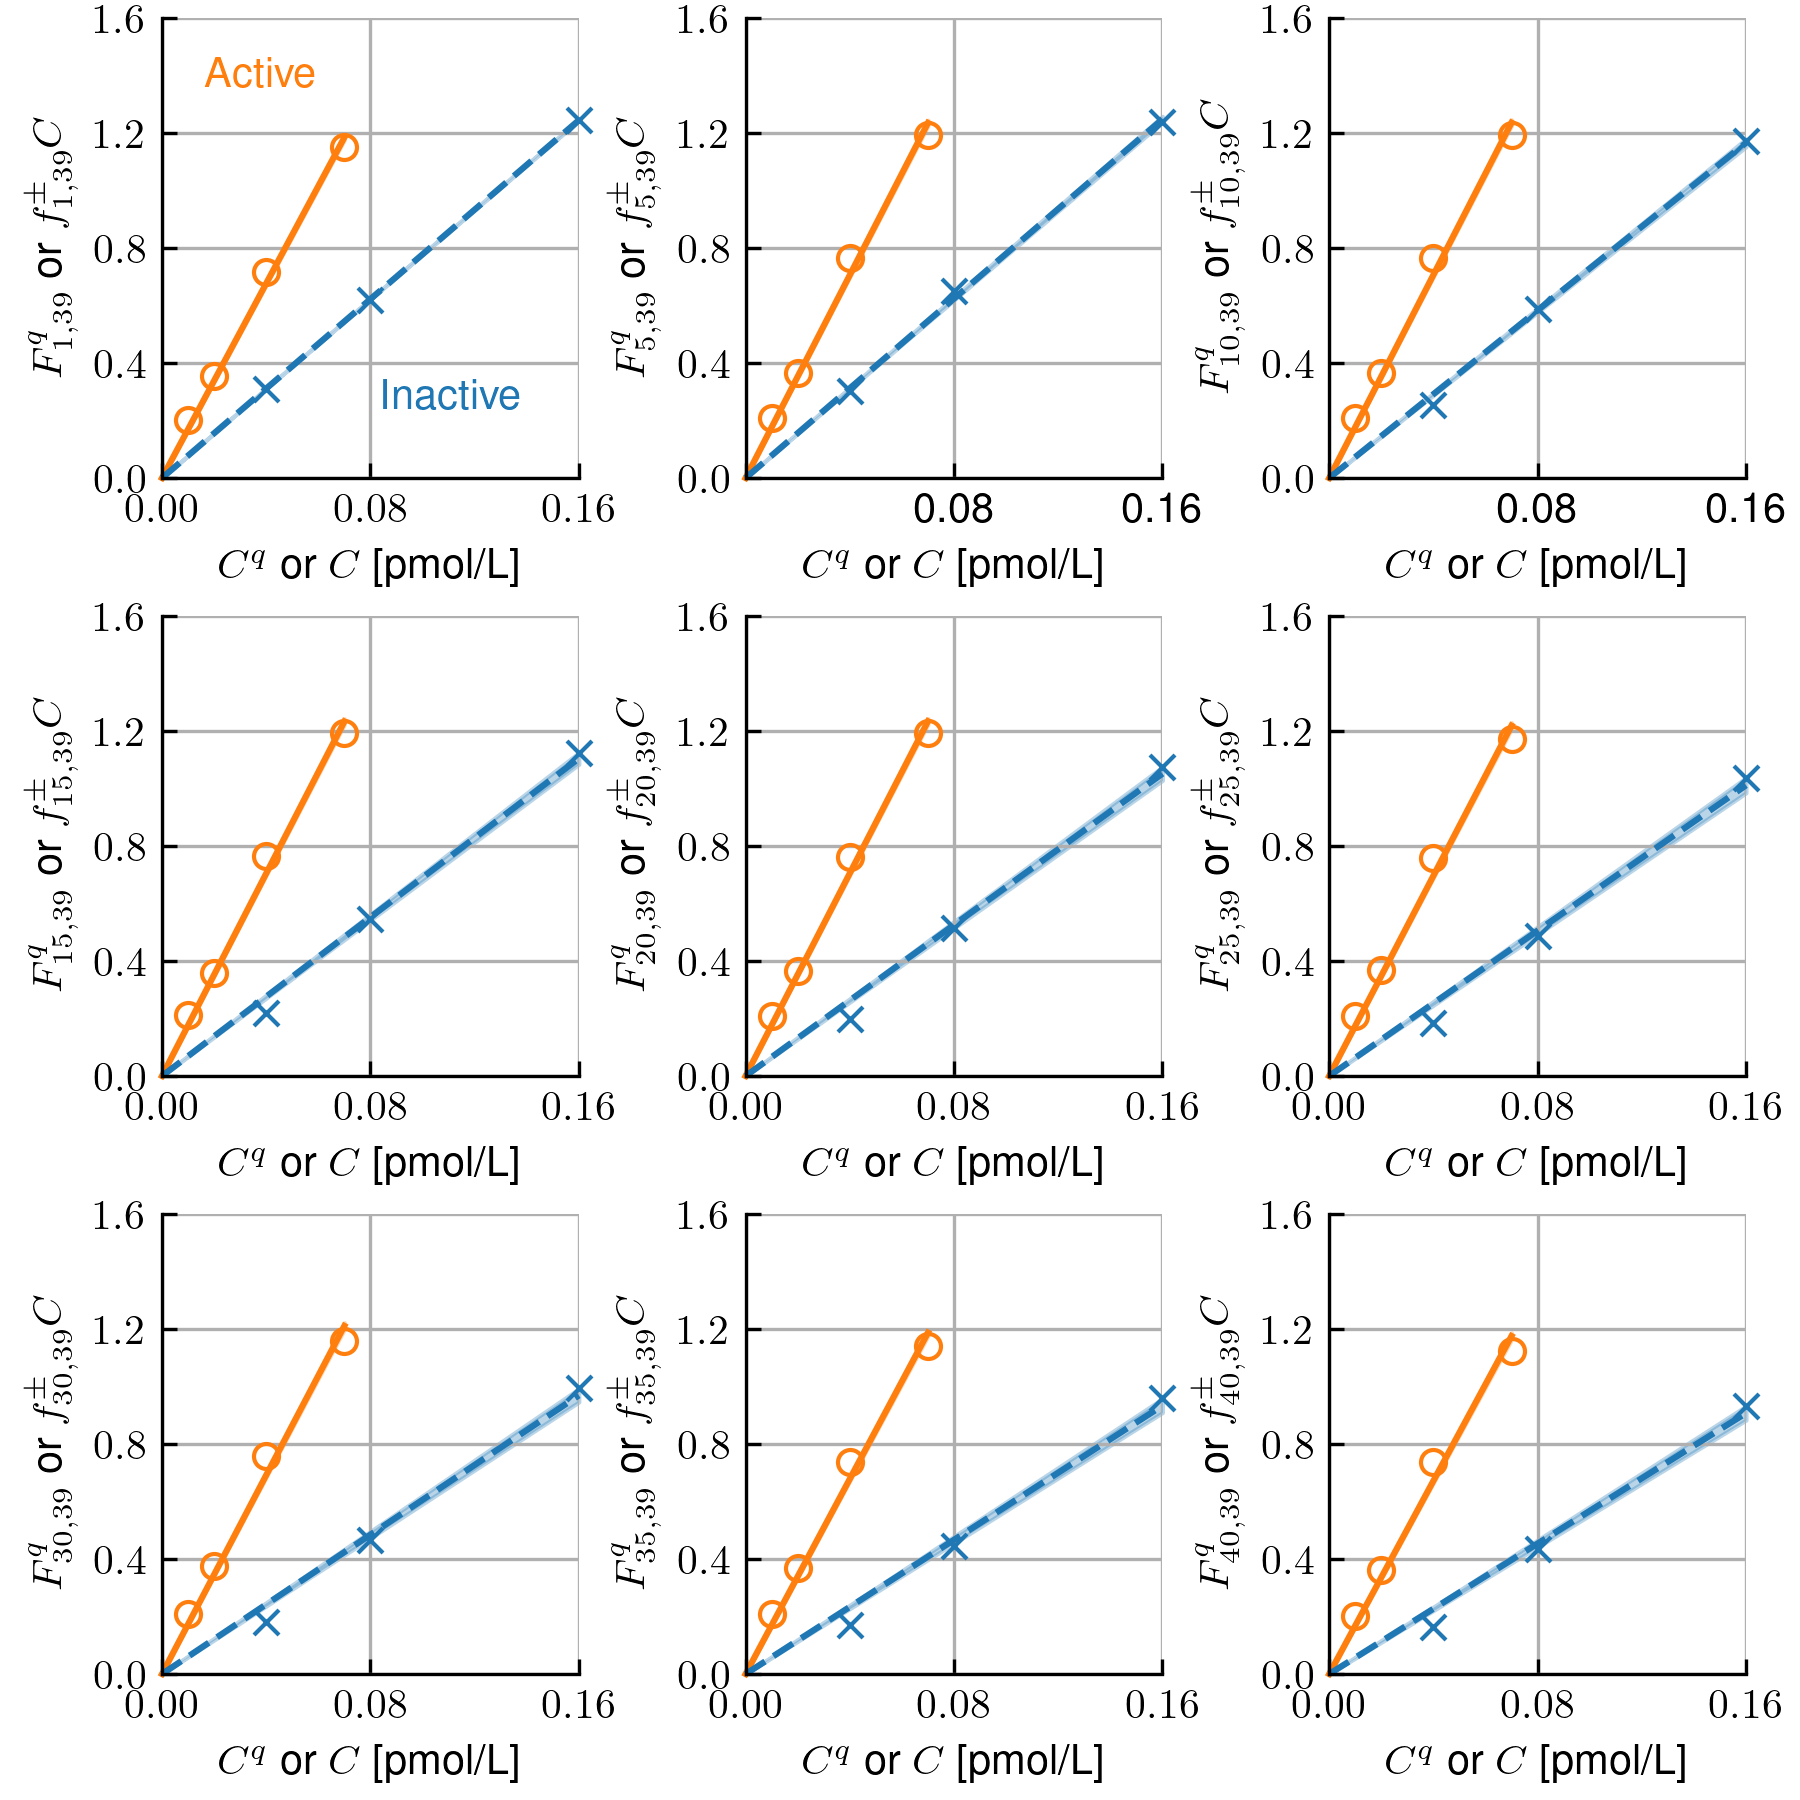 1.6
1.2
0.8
0.4
0.0
Active
Inactive
0.00 0.08 0.16
C^q or C [pmol/L]
F^q_{1,39} or f^±_{1,39}C
1.6
1.2
0.8
0.4
0.0
0.08 0.16
C^q or C [pmol/L]
F^q_{5,39} or f^±_{5,39}C
1.6
1.2
0.8
0.4
0.0
0.08 0.16
C^q or C [pmol/L]
F^q_{10,39} or f^±_{10,39}C
1.6
1.2
0.8
0.4
0.0
0.00 0.08 0.16
C^q or C [pmol/L]
F^q_{15,39} or f^±_{15,39}C
1.6
1.2
0.8
0.4
0.0
0.00 0.08 0.16
C^q or C [pmol/L]
F^q_{20,39} or f^±_{20,39}C
1.6
1.2
0.8
0.4
0.0
0.00 0.08 0.16
C^q or C [pmol/L]
F^q_{25,39} or f^±_{25,39}C
1.6
1.2
0.8
0.4
0.0
0.00 0.08 0.16
C^q or C [pmol/L]
F^q_{30,39} or f^±_{30,39}C
1.6
1.2
0.8
0.4
0.0
0.00 0.08 0.16
C^q or C [pmol/L]
F^q_{35,39} or f^±_{35,39}C
1.6
1.2
0.8
0.4
0.0
0.00 0.08 0.16
C^q or C [pmol/L]
F^q_{40,39} or f^±_{40,39}C